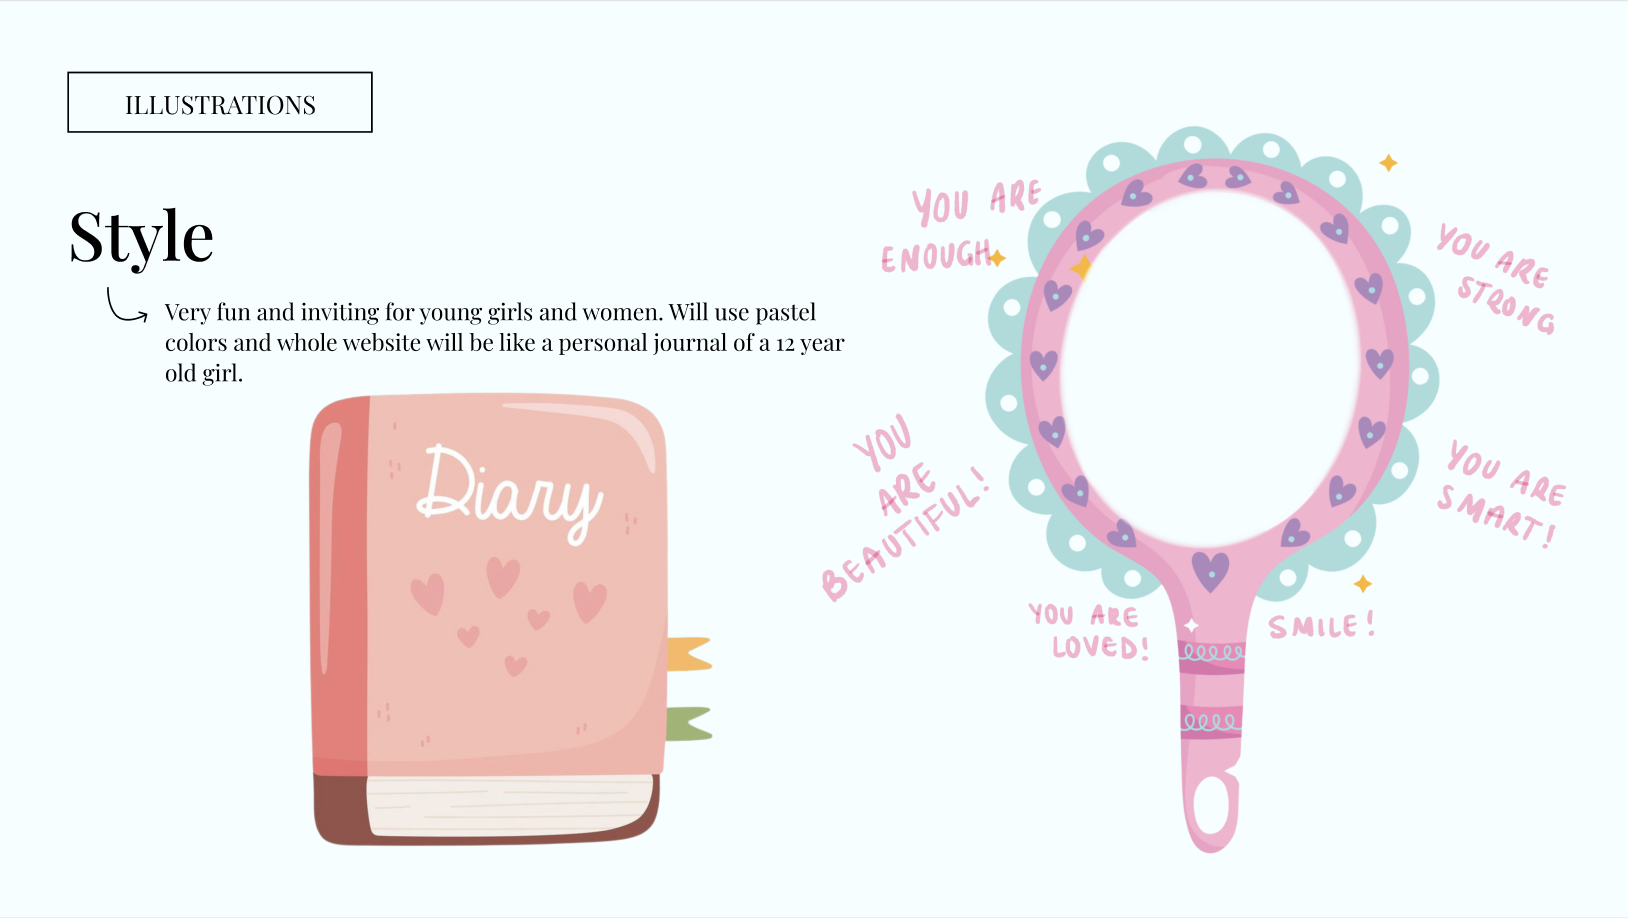 ILLUSTRATIONS
Style
Very fun and inviting for young girls and women. Will use pastel
colors and whole website will be like a personal journal of a 12 year
old girl.
Diary
YOU ARE
ENOUGH
YOU ARE
STRONG
YOU
ARE
BEAUTIFUL!
YOU ARE
SMART!
YOU ARE
LOVED!
SMILE!